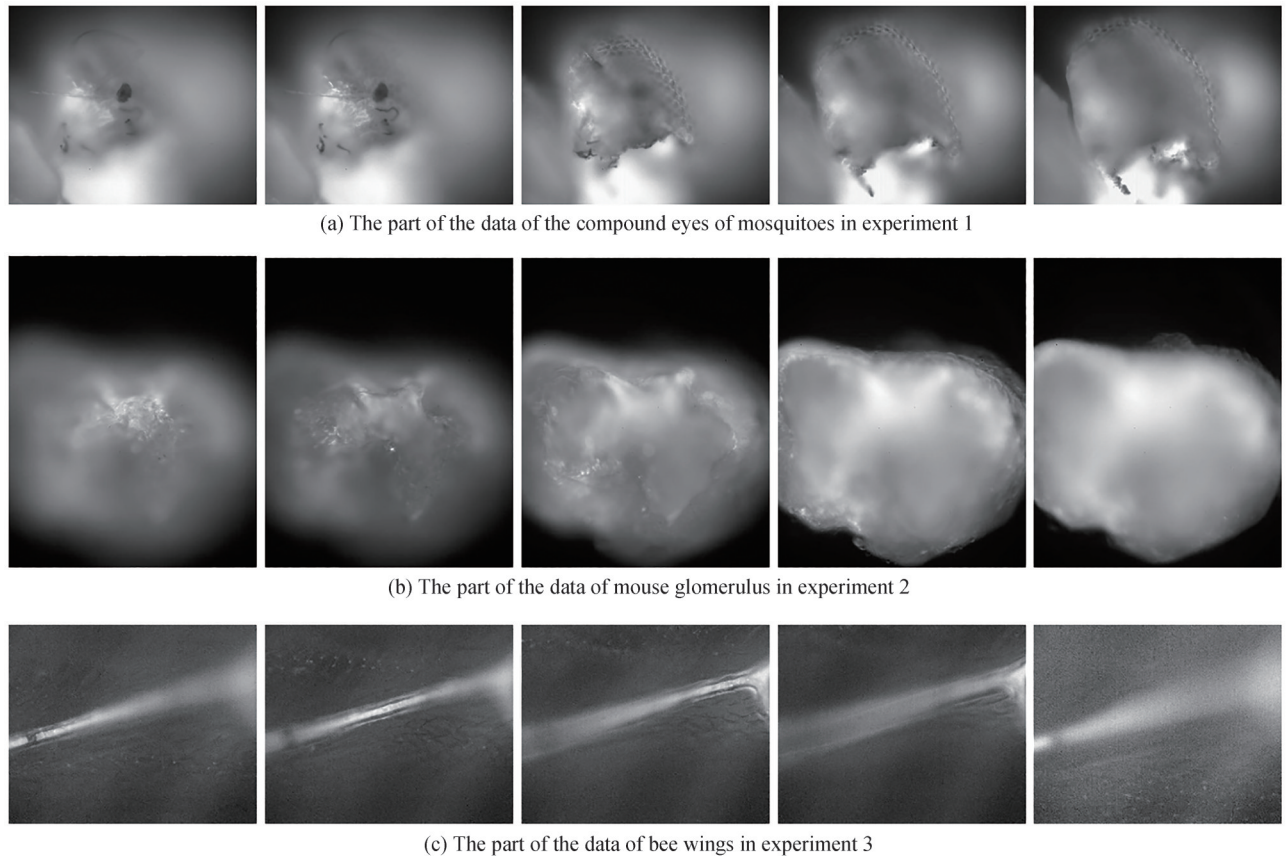 (a) The part of the data of the compound eyes of mosquitoes in experiment 1
(b) The part of the data of mouse glomerulus in experiment 2
(c) The part of the data of bee wings in experiment 3